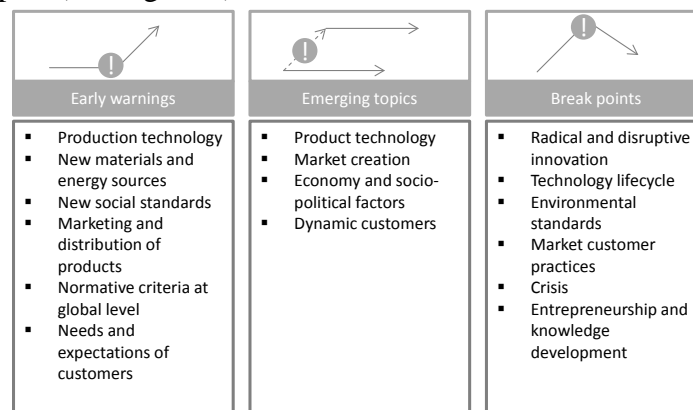 !
!
!
Early warnings
Emerging topics
Break points
▪ Production technology
▪ New materials and
energy sources
▪ New social standards
▪ Marketing and
distribution of
products
▪ Normative criteria at
global level
▪ Needs and
expectations of
customers
▪ Product technology
▪ Market creation
▪ Economy and socio-
political factors
▪ Dynamic customers
▪ Radical and disruptive
innovation
▪ Technology lifecycle
▪ Environmental
standards
▪ Market customer
practices
▪ Crisis
▪ Entrepreneurship and
knowledge
development